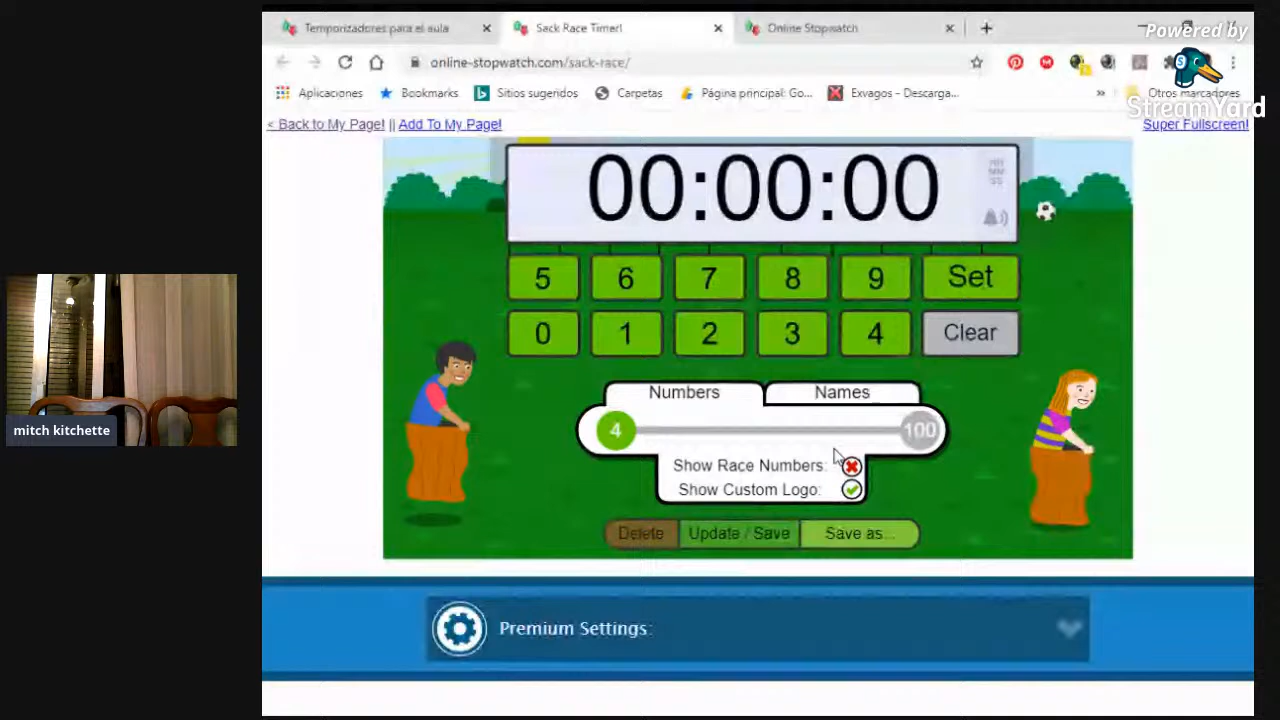 Temporizadores para el aula
Sack Race Timer!
Online Stopwatch
Powered by
StreamYard
online-stopwatch.com/sack-race/
Aplicaciones
Bookmarks
Sitios sugeridos
Carpetas
Página principal: Go...
Exvagos - Descarga...
»
Otros marcadores
< Back to My Page! || Add To My Page!
Super Fullscreen!
00:00:00
HH
MM
SS
5 6 7 8 9 Set
0 1 2 3 4 Clear
Numbers Names
4 100
Show Race Numbers:
Show Custom Logo:
Delete Update / Save Save as...
mitch kitchette
Premium Settings: